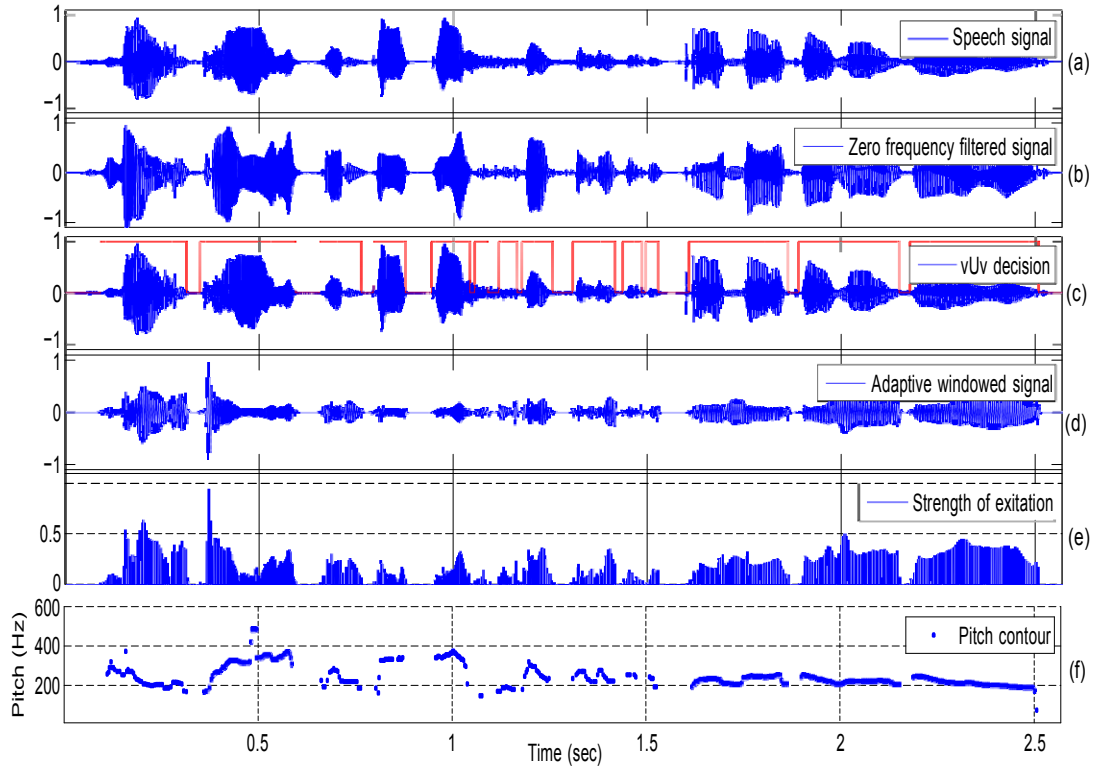 1
0
−1
Speech signal
(a)
1
0
−1
Zero frequency filtered signal
(b)
1
0
−1
vUv decision
(c)
1
0
−1
Adaptive windowed signal
(d)
0.5
0
Strength of exitation
(e)
600
400
200
Pitch (Hz)
Pitch contour
(f)
0.5
1
1.5
2
2.5
Time (sec)